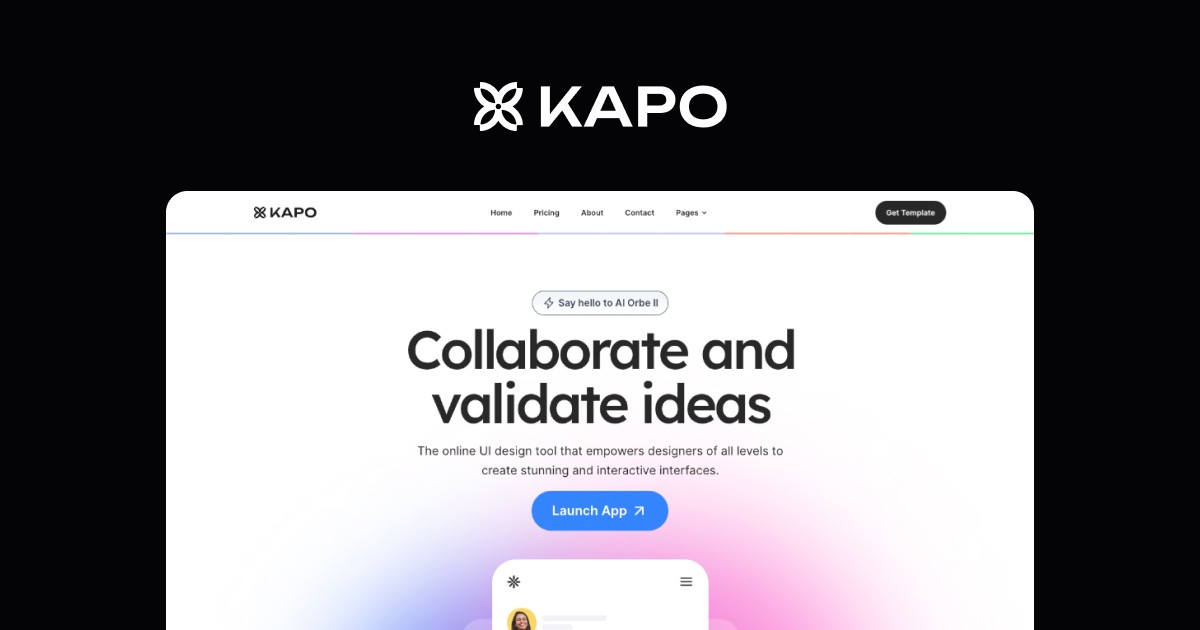 KAPO
KAPO
Home Pricing About Contact Pages
Get Template
Say hello to AI Orbe II
Collaborate and
validate ideas
The online UI design tool that empowers designers of all levels to
create stunning and interactive interfaces.
Launch App